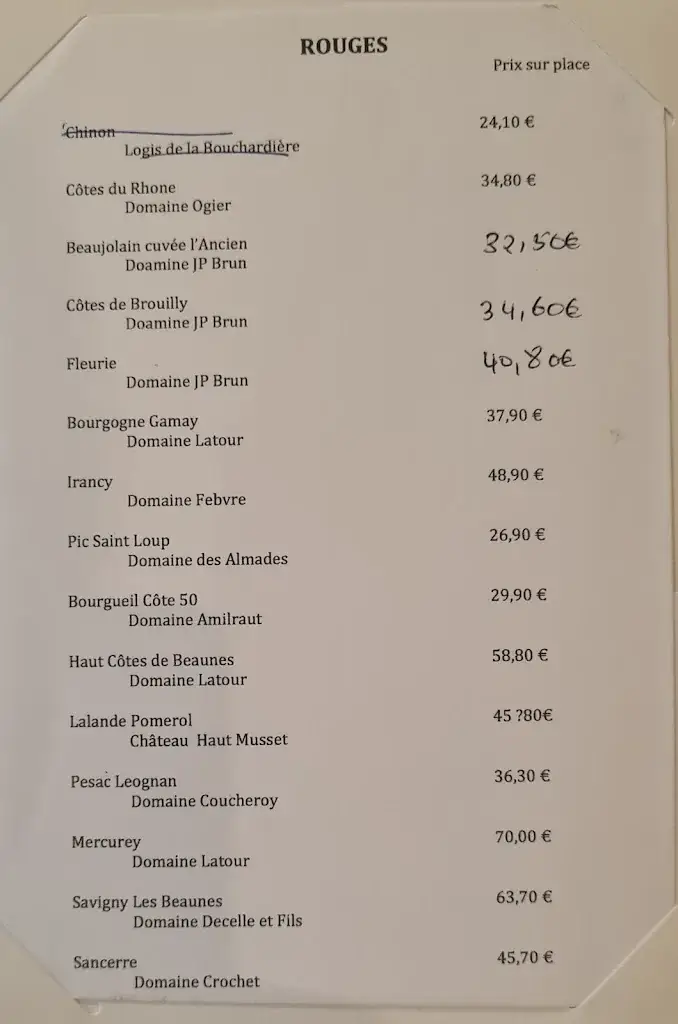 ROUGES
Prix sur place
Chinon 24,10 €
Logis de la Bouchardière
Côtes du Rhone 34,80 €
Domaine Ogier
Beaujolain cuvée l'Ancien 32,50€
Doamine JP Brun
Côtes de Brouilly 34,60€
Doamine JP Brun
Fleurie 40,80€
Domaine JP Brun
Bourgogne Gamay 37,90 €
Domaine Latour
Irancy 48,90 €
Domaine Febvre
Pic Saint Loup 26,90 €
Domaine des Almades
Bourgueil Côte 50 29,90 €
Domaine Amilraut
Haut Côtes de Beaunes 58,80 €
Domaine Latour
Lalande Pomerol 45 ?80€
Château Haut Musset
Pesac Leognan 36,30 €
Domaine Coucheroy
Mercurey 70,00 €
Domaine Latour
Savigny Les Beaunes 63,70 €
Domaine Decelle et Fils
Sancerre 45,70 €
Domaine Crochet